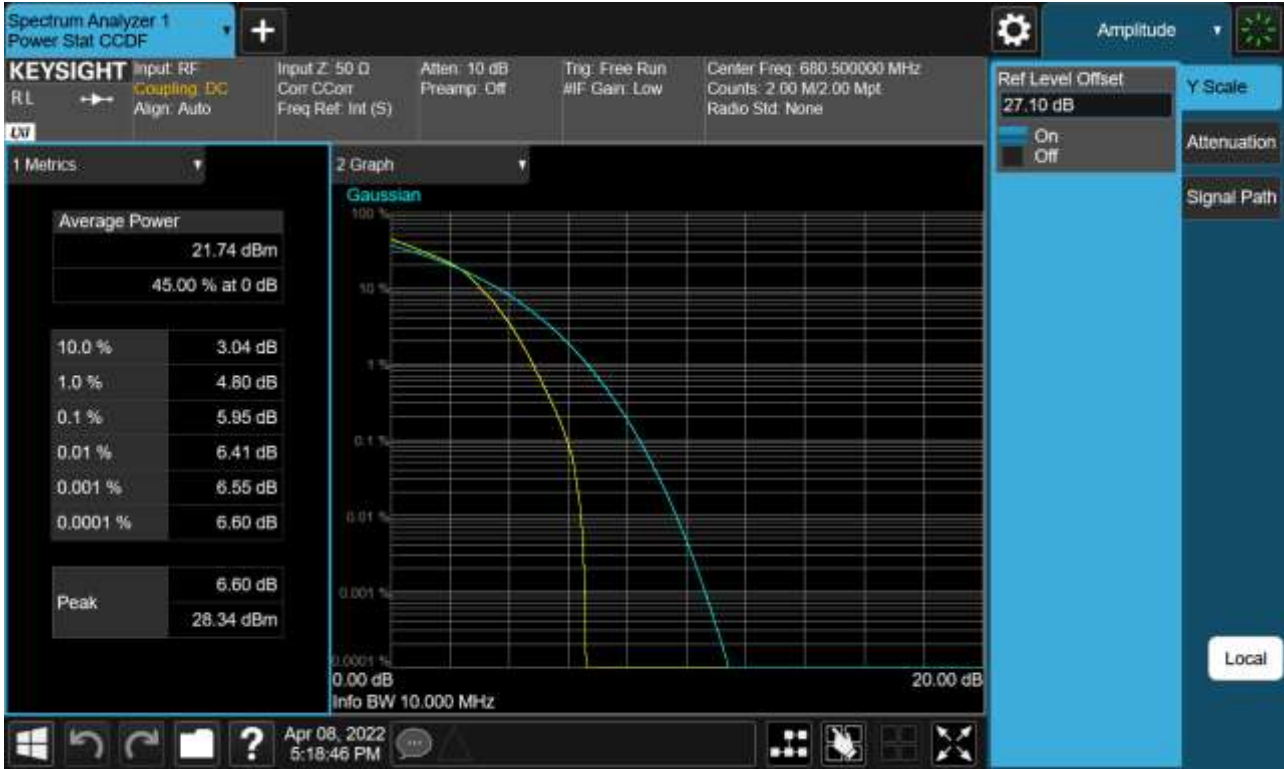 Spectrum Analyzer 1
Power Stat CCDF
Amplitude
KEYSIGHT
RL
LXI
Input: RF
Coupling: DC
Align: Auto
Input Z: 50 Ω
Corr CCorr
Freq Ref: Int (S)
Atten: 10 dB
Preamp: Off
Trig: Free Run
#IF Gain: Low
Center Freq: 680.500000 MHz
Counts: 2.00 M/2.00 Mpt
Radio Std: None
Ref Level Offset
27.10 dB
On
Off
Y Scale
Attenuation
Signal Path
Local
1 Metrics
Average Power
21.74 dBm
45.00 % at 0 dB
10.0 % 3.04 dB
1.0 % 4.80 dB
0.1 % 5.95 dB
0.01 % 6.41 dB
0.001 % 6.55 dB
0.0001 % 6.60 dB
Peak 6.60 dB
28.34 dBm
2 Graph
Gaussian
100 %
10 %
1 %
0.1 %
0.01 %
0.001 %
0.0001 %
0.00 dB 20.00 dB
Info BW 10.000 MHz
?
Apr 08, 2022
5:18:46 PM